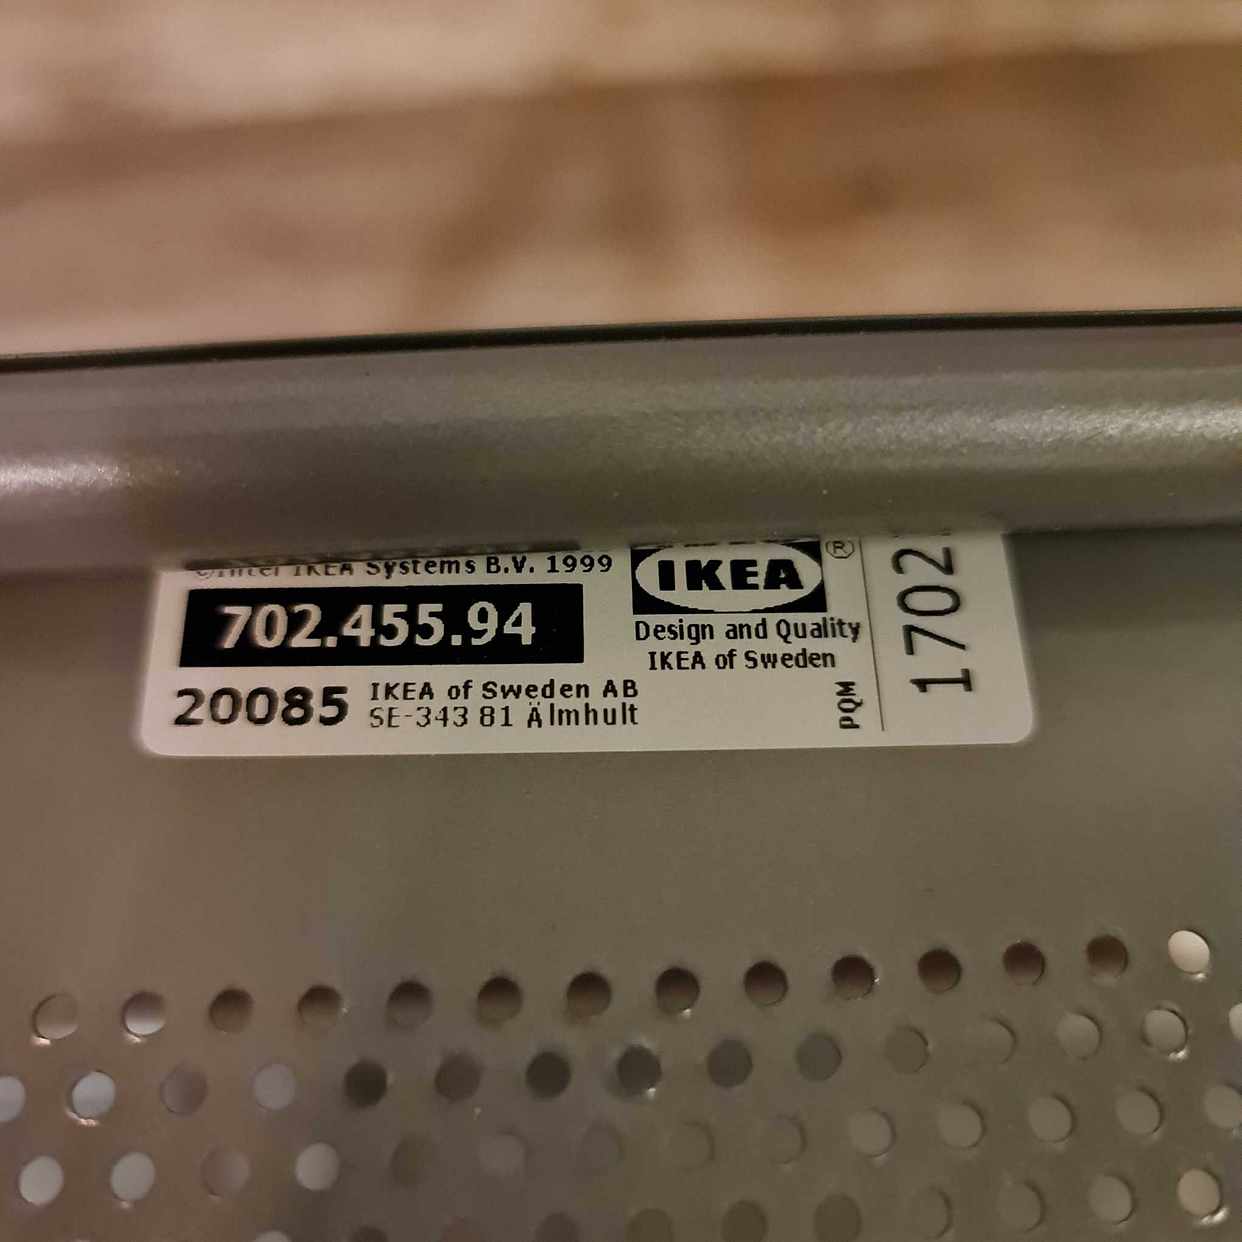 ©Inter IKEA Systems B.V. 1999
702.455.94
20085
IKEA of Sweden AB
SE-343 81 Älmhult
IKEA®
Design and Quality
IKEA of Sweden
PQM
1702